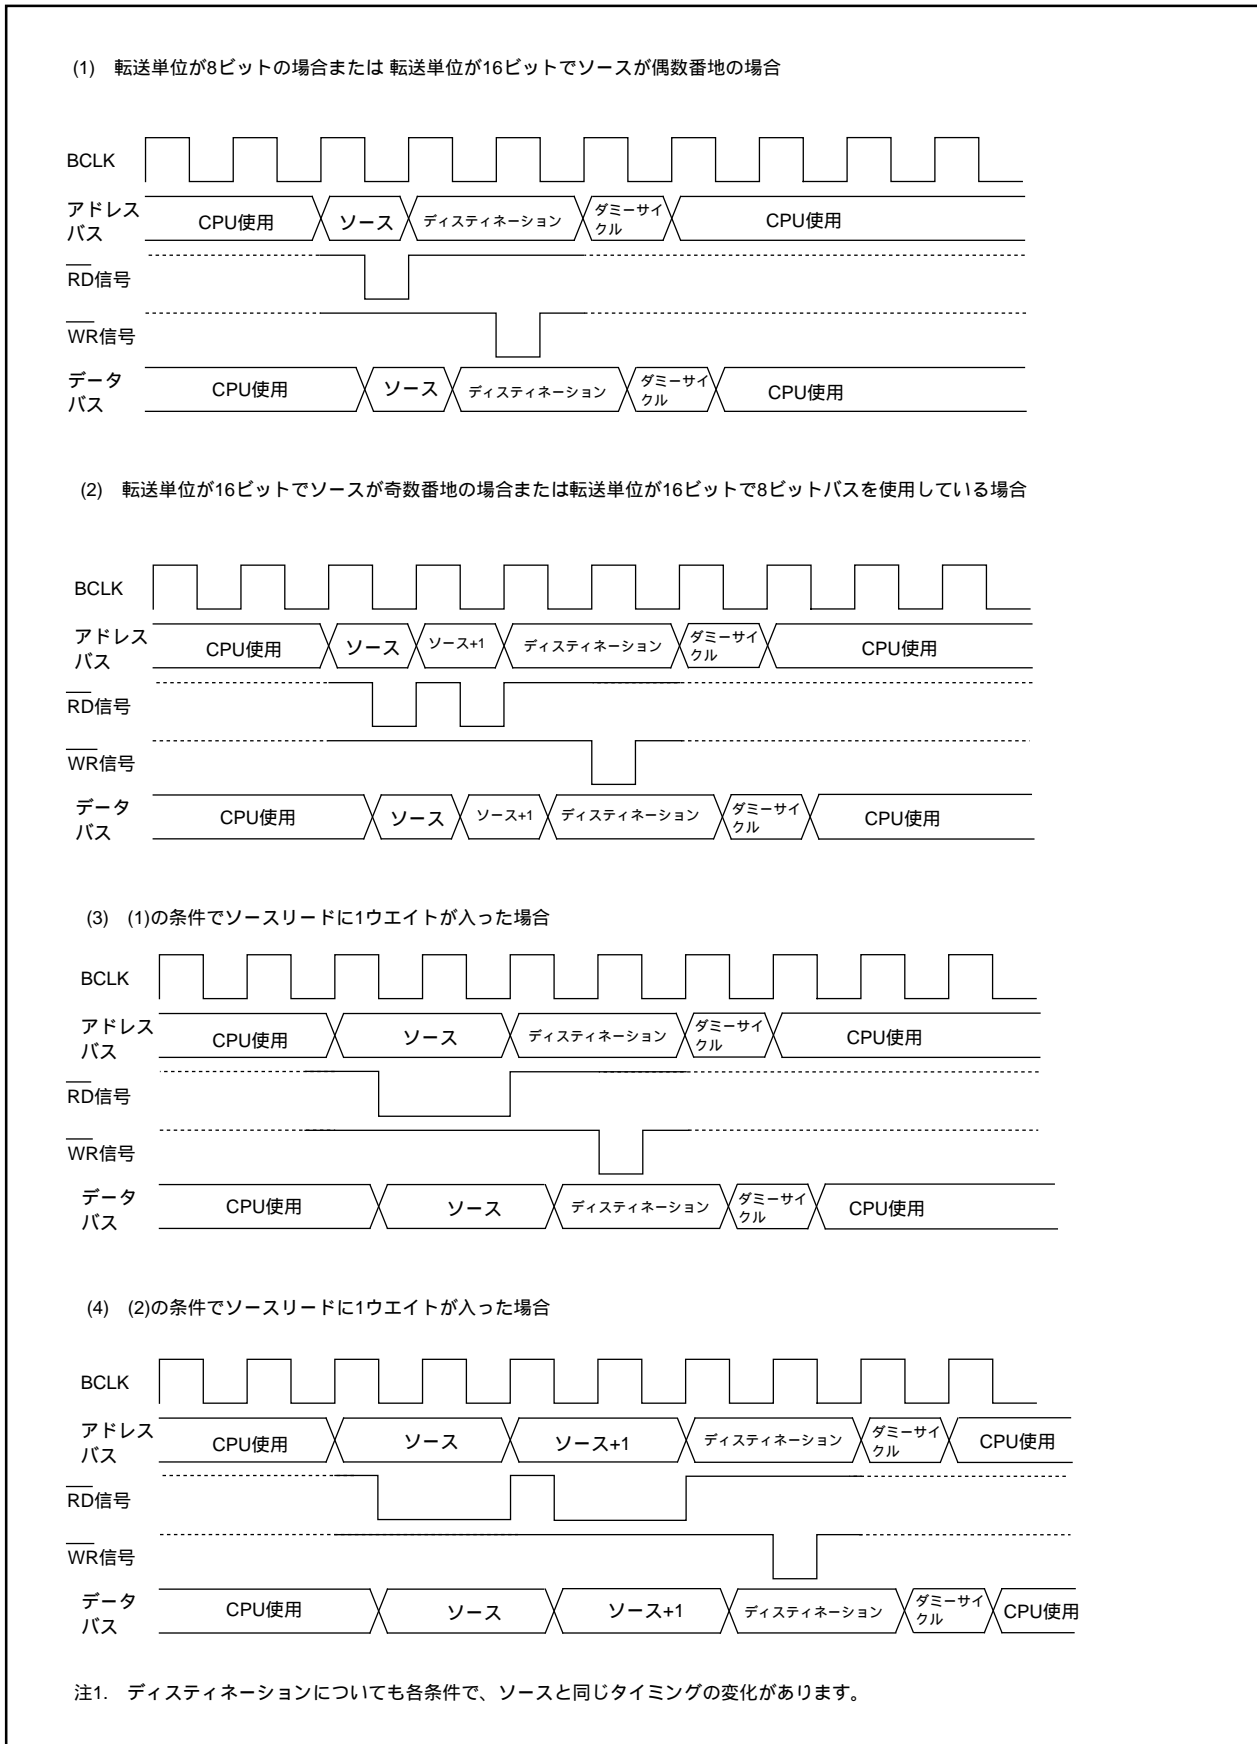 (1) 転送単位が8ビットの場合または 転送単位が16ビットでソースが偶数番地の場合
BCLK
アドレス
バス
CPU使用 ソース ディスティネーション ダミーサイ
クル
CPU使用
RD信号
WR信号
データ
バス
CPU使用 ソース ディスティネーション ダミーサイ
クル
CPU使用
(2) 転送単位が16ビットでソースが奇数番地の場合または転送単位が16ビットで8ビットバスを使用している場合
BCLK
アドレス
バス
CPU使用 ソース ソース+1 ディスティネーション ダミーサイ
クル
CPU使用
RD信号
WR信号
データ
バス
CPU使用 ソース ソース+1 ディスティネーション ダミーサイ
クル
CPU使用
(3) (1)の条件でソースリードに1ウエイトが入った場合
BCLK
アドレス
バス
CPU使用 ソース ディスティネーション ダミーサイ
クル
CPU使用
RD信号
WR信号
データ
バス
CPU使用 ソース ディスティネーション ダミーサイ
クル
CPU使用
(4) (2)の条件でソースリードに1ウエイトが入った場合
BCLK
アドレス
バス
CPU使用 ソース ソース+1 ディスティネーション ダミーサイ
クル
CPU使用
RD信号
WR信号
データ
バス
CPU使用 ソース ソース+1 ディスティネーション ダミーサイ
クル
CPU使用
注1. ディスティネーションについても各条件で、ソースと同じタイミングの変化があります。